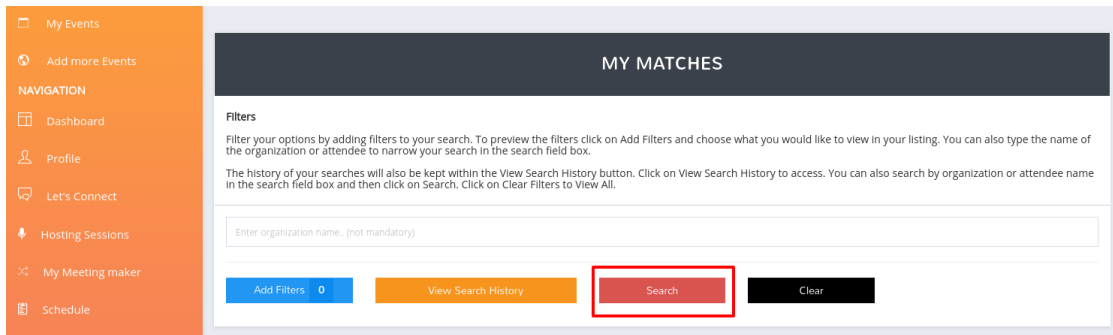 My Events
Add more Events
NAVIGATION
Dashboard
Profile
Let's Connect
Hosting Sessions
My Meeting maker
Schedule
MY MATCHES
Filters
Filter your options by adding filters to your search. To preview the filters click on Add Filters and choose what you would like to view in your listing. You can also type the name of
the organization or attendee to narrow your search in the search field box.
The history of your searches will also be kept within the View Search History button. Click on View Search History to access. You can also search by organization or attendee name
in the search field box and then click on Search. Click on Clear Filters to View All.
Enter organization name.. (not mandatory)
Add Filters 0
View Search History
Search
Clear